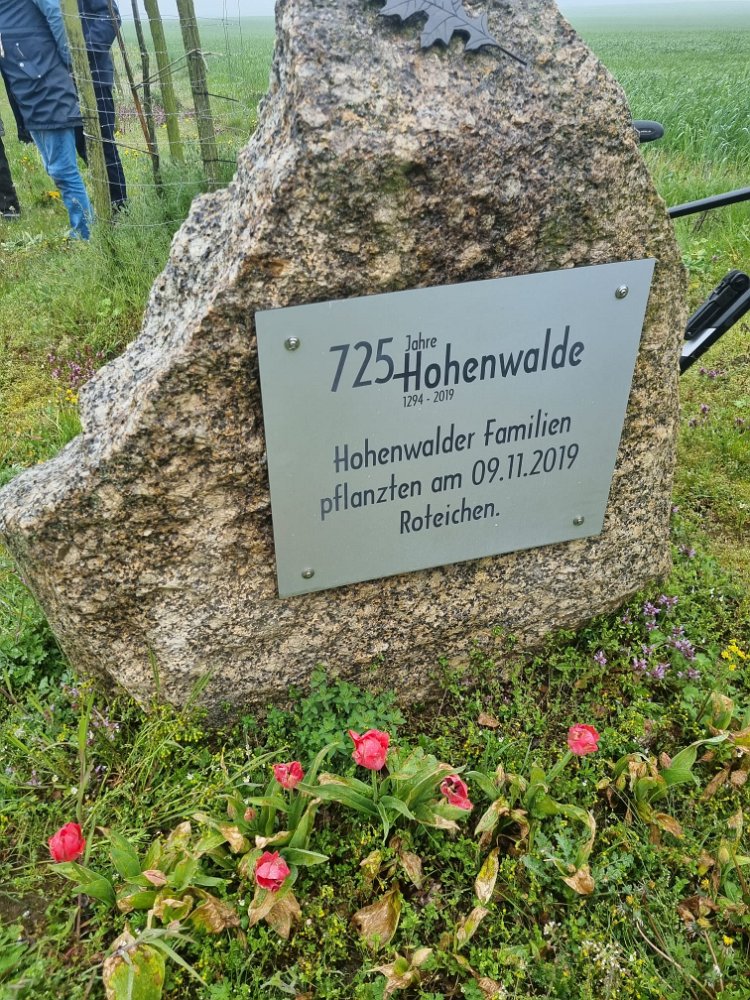 725 Jahre Hohenwalde
1294 - 2019
Hohenwalder Familien
pflanzten am 09.11.2019
Roteichen.